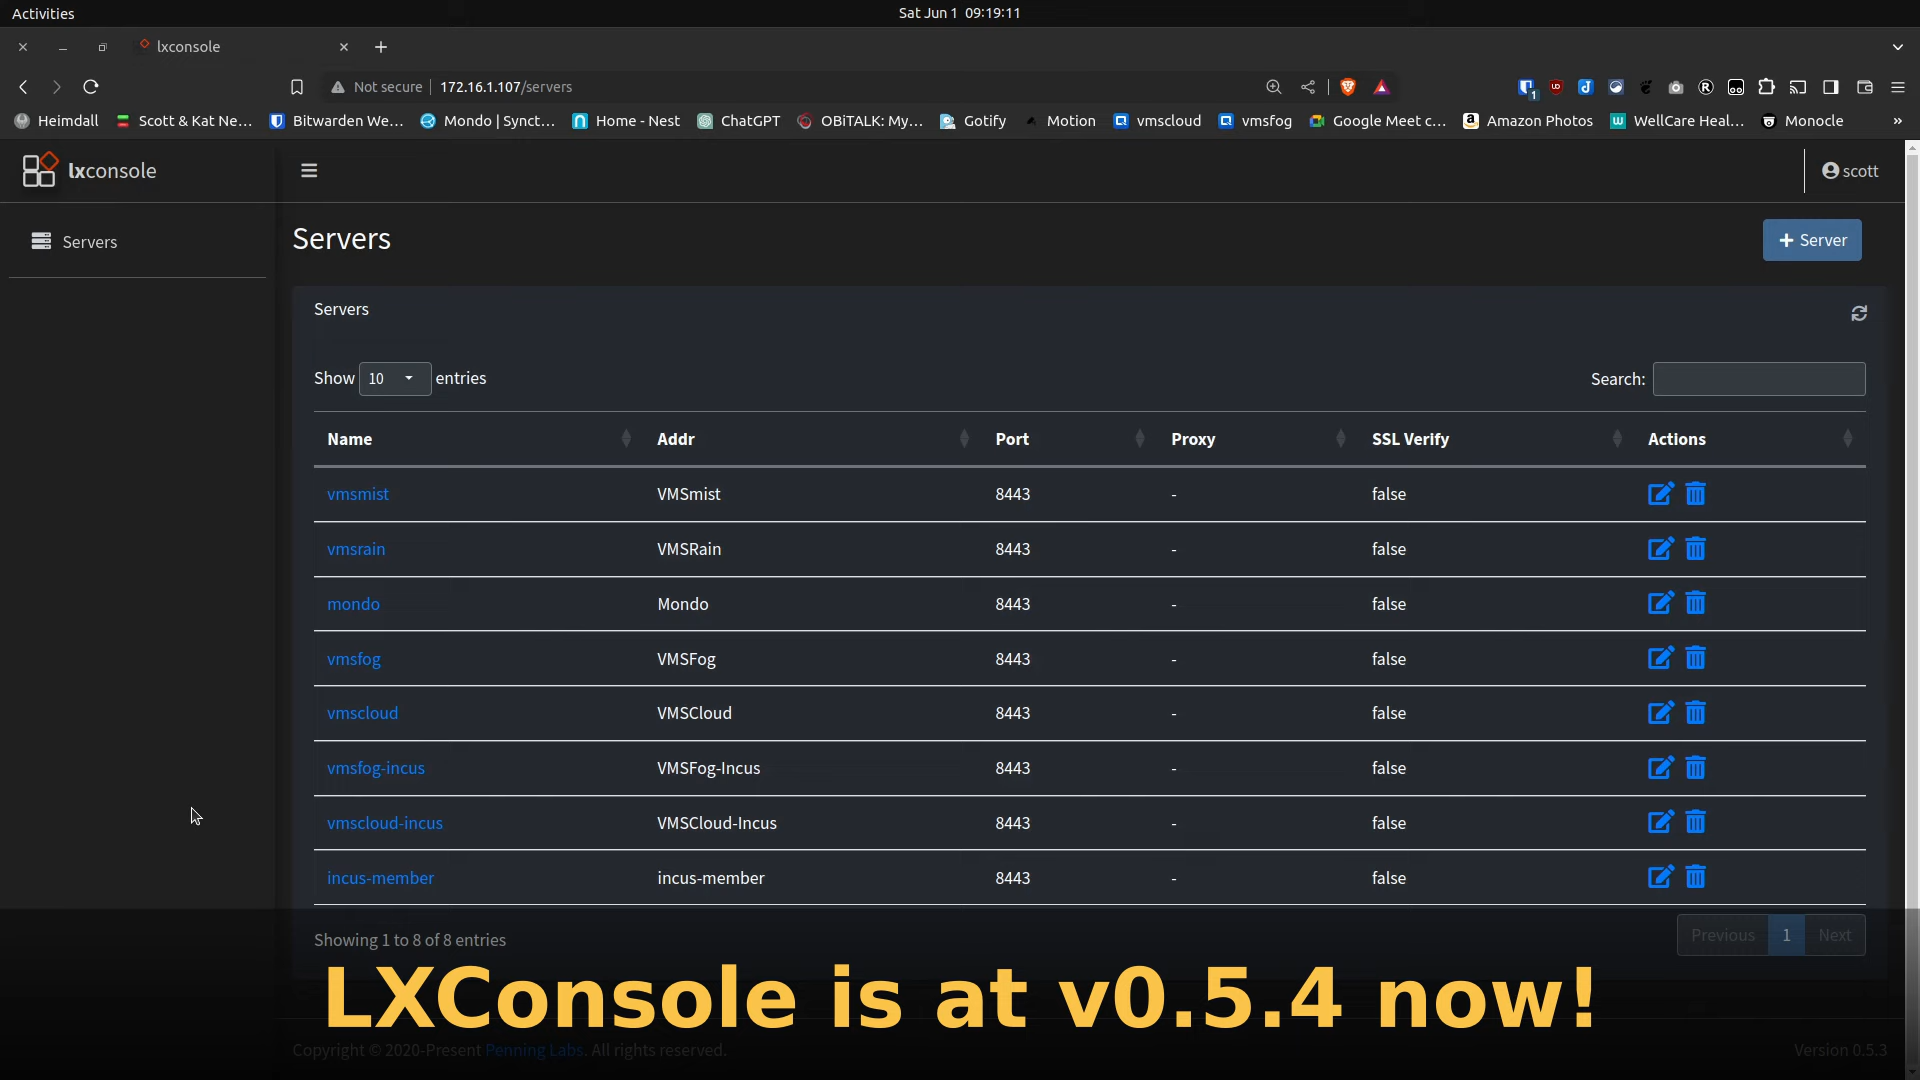 Activities
Sat Jun 1 09:19:11
lxconsole
Not secure 172.16.1.107/servers
1
Heimdall Scott & Kat Ne... Bitwarden We... Mondo | Synct... Home - Nest ChatGPT OBiTALK: My... Gotify Motion vmscloud vmsfog Google Meet c... Amazon Photos WellCare Heal... Monocle »
lxconsole
scott
Servers
Servers
+ Server
Servers
Show 10 entries
Search:
Name Addr Port Proxy SSL Verify Actions
vmsmist VMSmist 8443 - false
vmsrain VMSRain 8443 - false
mondo Mondo 8443 - false
vmsfog VMSFog 8443 - false
vmscloud VMSCloud 8443 - false
vmsfog-incus VMSFog-Incus 8443 - false
vmscloud-incus VMSCloud-Incus 8443 - false
incus-member incus-member 8443 - false
Showing 1 to 8 of 8 entries
Previous 1 Next
LXConsole is at v0.5.4 now!
Copyright © 2020-Present Penning Labs. All rights reserved.
Version 0.5.3